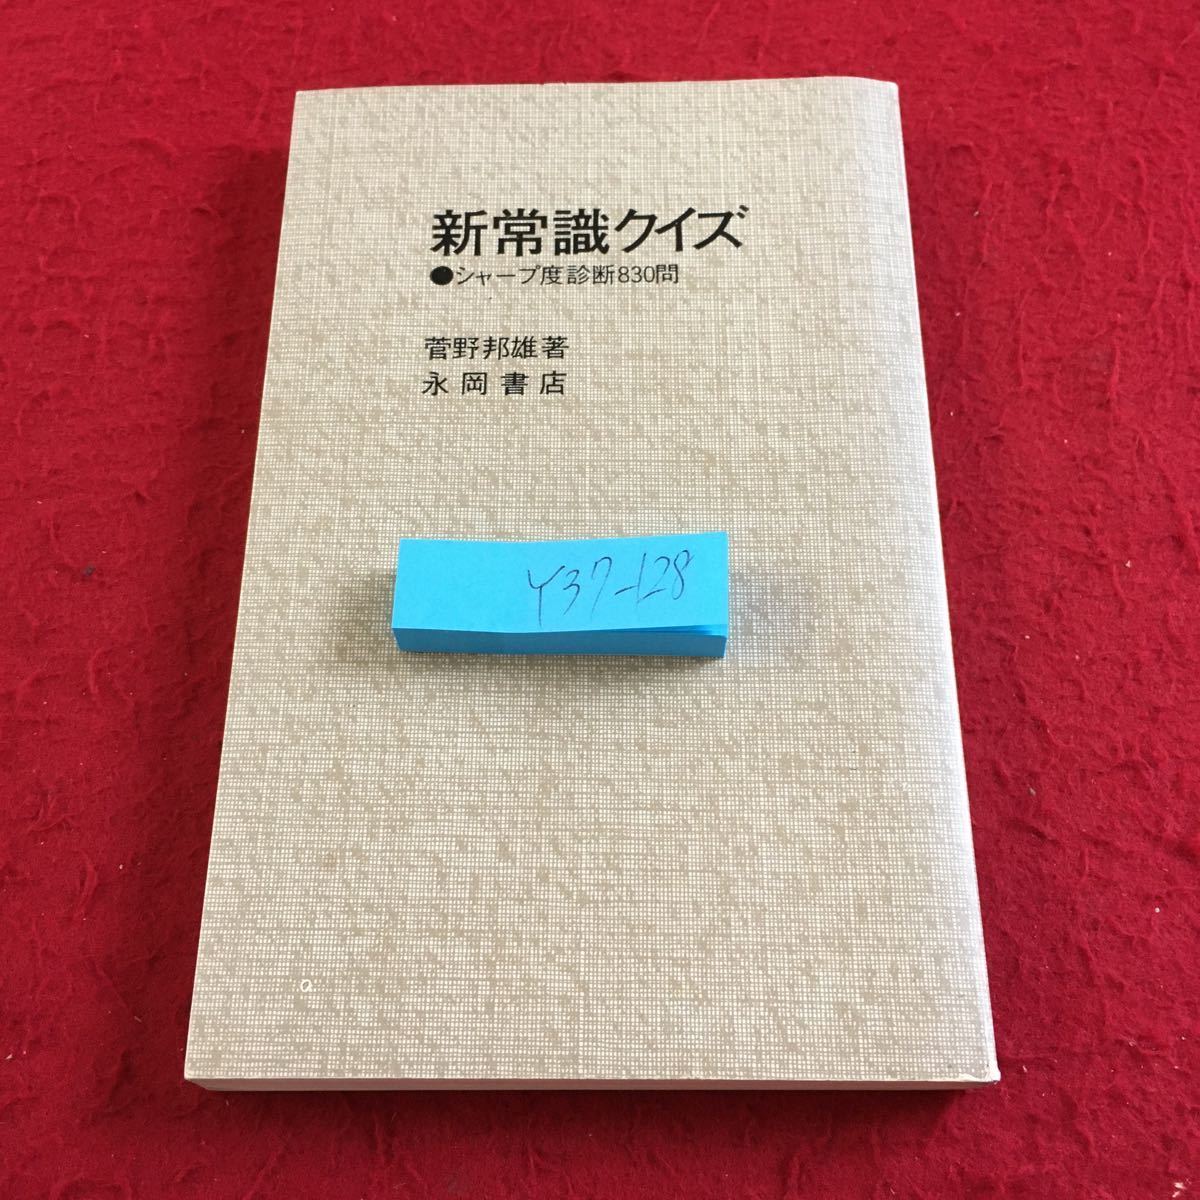 新常識クイズ
●シャープ度診断830問
菅野邦雄著
永岡書店
Y37-128